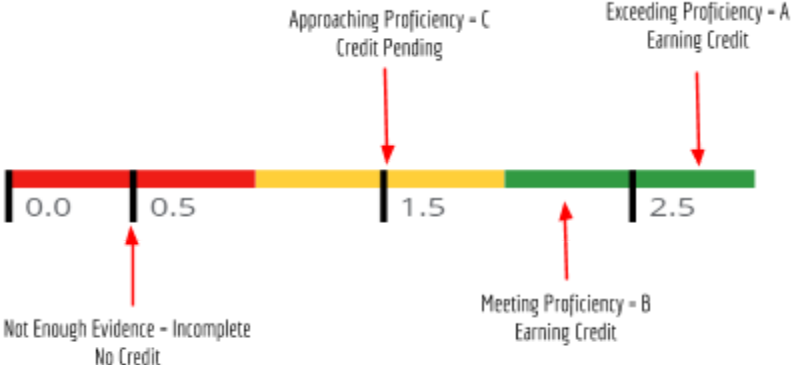 Approaching Proficiency = C
Credit Pending
Exceeding Proficiency = A
Earning Credit
0.0
0.5
1.5
2.5
Not Enough Evidence = Incomplete
No Credit
Meeting Proficiency = B
Earning Credit